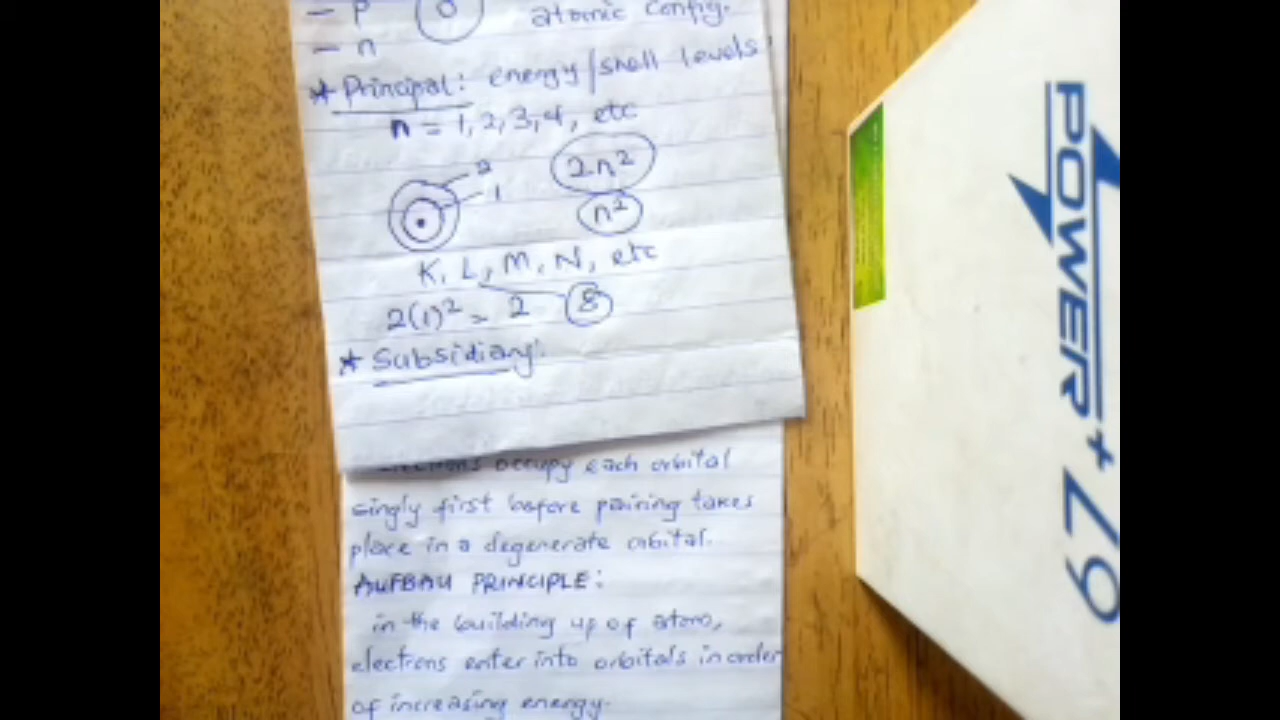 - p
O
atomic config.
- n
* Principal: energy/shell levels
n = 1, 2, 3, 4, etc
2
1
2n²
n²
K, L, M, N, etc
2(1)² = 2
8
* Subsidiary:
occupy each orbital
singly first before pairing takes
place in a degenerate orbital.
AUFBAU PRINCIPLE:
in the building up of atom,
electrons enter into orbitals in order
of increasing energy.
POWER+